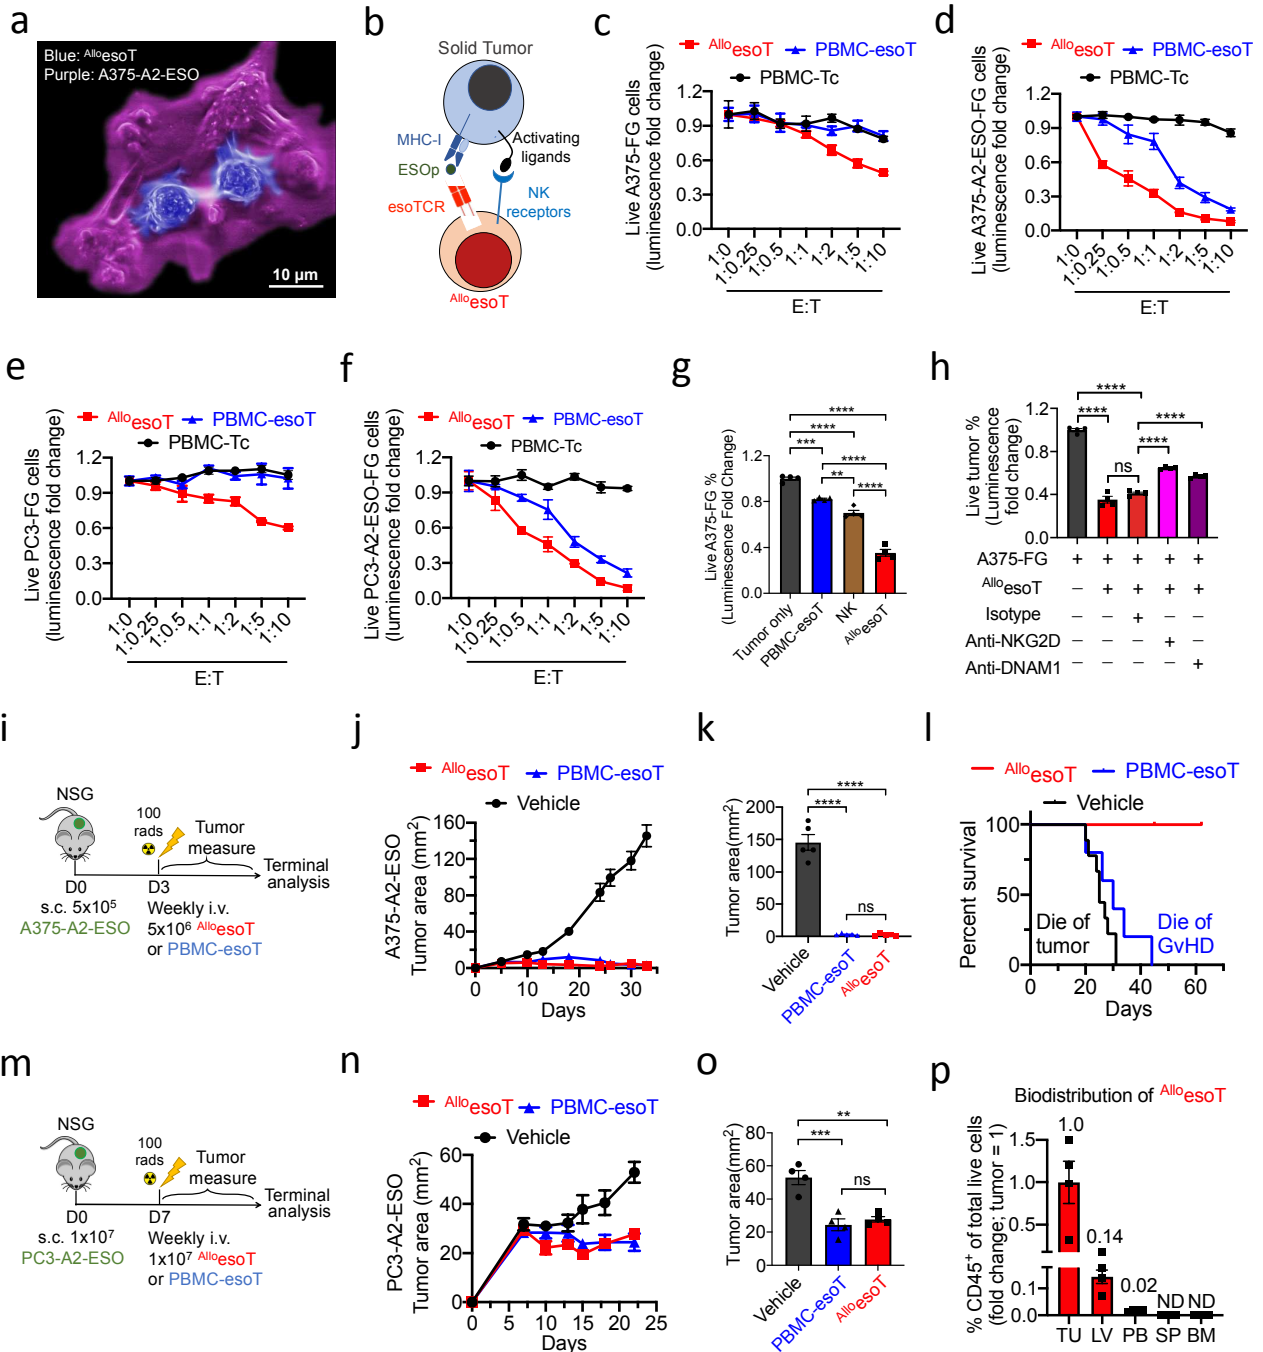 a
Blue: AlloesoT
Purple: A375-A2-ESO
10 µm
b
Solid Tumor
MHC-I
Activating
ligands
ESOp
esoTCR
NK
receptors
AlloesoT
c
AlloesoT
PBMC-esoT
PBMC-Tc
Live A375-FG cells
(luminescence fold change)
1.2
0.9
0.6
0.3
0.0
1:0
1:0.25
1:0.5
1:1
1:2
1:5
1:10
E:T
d
AlloesoT
PBMC-esoT
PBMC-Tc
Live A375-A2-ESO-FG cells
(luminescence fold change)
1.2
0.9
0.6
0.3
0.0
1:0
1:0.25
1:0.5
1:1
1:2
1:5
1:10
E:T
e
AlloesoT
PBMC-esoT
PBMC-Tc
Live PC3-FG cells
(luminescence fold change)
1.2
0.9
0.6
0.3
0.0
1:0
1:0.25
1:0.5
1:1
1:2
1:5
1:10
E:T
f
AlloesoT
PBMC-esoT
PBMC-Tc
Live PC3-A2-ESO-FG cells
(luminescence fold change)
1.2
0.9
0.6
0.3
0.0
1:0
1:0.25
1:0.5
1:1
1:2
1:5
1:10
E:T
g
Live A375-FG %
(Luminescence Fold Change)
1.2
0.8
0.4
0.0
****
****
***
****
**
****
Tumor only
PBMC-esoT
NK
AlloesoT
h
Live tumor %
(Luminescence
fold change)
1.2
0.8
0.4
0.0
****
****
****
****
ns
A375-FG + + + + +
AlloesoT − + + + +
Isotype − − + − −
Anti-NKG2D − − − + −
Anti-DNAM1 − − − − +
i
NSG
100
rads
Tumor
measure
Terminal
analysis
D0
D3
s.c. 5x10⁵
A375-A2-ESO
Weekly i.v.
5x10⁶ AlloesoT
or PBMC-esoT
j
AlloesoT
PBMC-esoT
Vehicle
A375-A2-ESO
Tumor area (mm²)
160
120
80
40
0
0 10 20 30
Days
k
Tumor area(mm²)
200
150
100
50
0
****
****
ns
Vehicle
PBMC-esoT
AlloesoT
l
AlloesoT
PBMC-esoT
Vehicle
Percent survival
100
50
0
Die of
tumor
Die of
GvHD
0 20 40 60
Days
m
NSG
100
rads
Tumor
measure
Terminal
analysis
D0
D7
s.c. 1x10⁷
PC3-A2-ESO
Weekly i.v.
1x10⁷ AlloesoT
or PBMC-esoT
n
AlloesoT
PBMC-esoT
Vehicle
PC3-A2-ESO
Tumor area (mm²)
60
40
20
0
0 5 10 15 20 25
Days
o
Tumor area(mm²)
80
60
40
20
0
**
***
ns
Vehicle
PBMC-esoT
AlloesoT
p
Biodistribution of AlloesoT
% CD45⁺ of total live cells
(fold change; tumor = 1)
1.5
1.0
0.5
0.1
0.0
1.0
0.14
0.02
ND
ND
TU LV PB SP BM